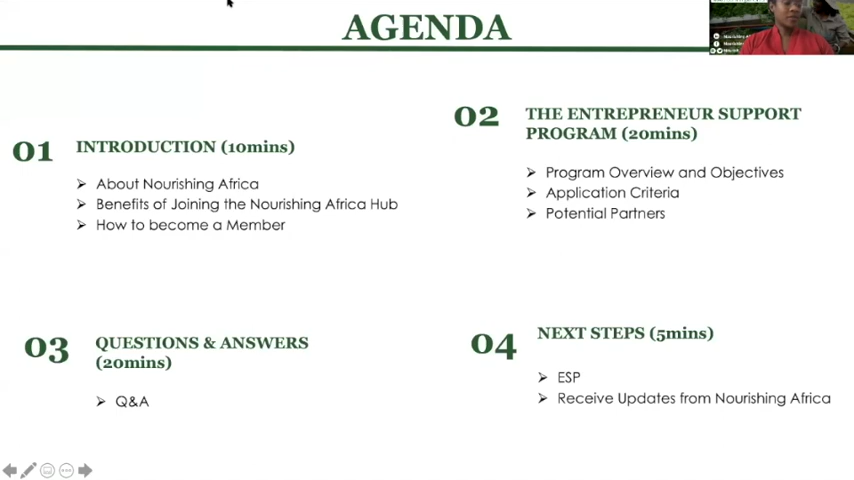 AGENDA
01
INTRODUCTION (10mins)
About Nourishing Africa
Benefits of Joining the Nourishing Africa Hub
How to become a Member
02
THE ENTREPRENEUR SUPPORT
PROGRAM (20mins)
Program Overview and Objectives
Application Criteria
Potential Partners
03
QUESTIONS & ANSWERS
(20mins)
Q&A
04
NEXT STEPS (5mins)
ESP
Receive Updates from Nourishing Africa